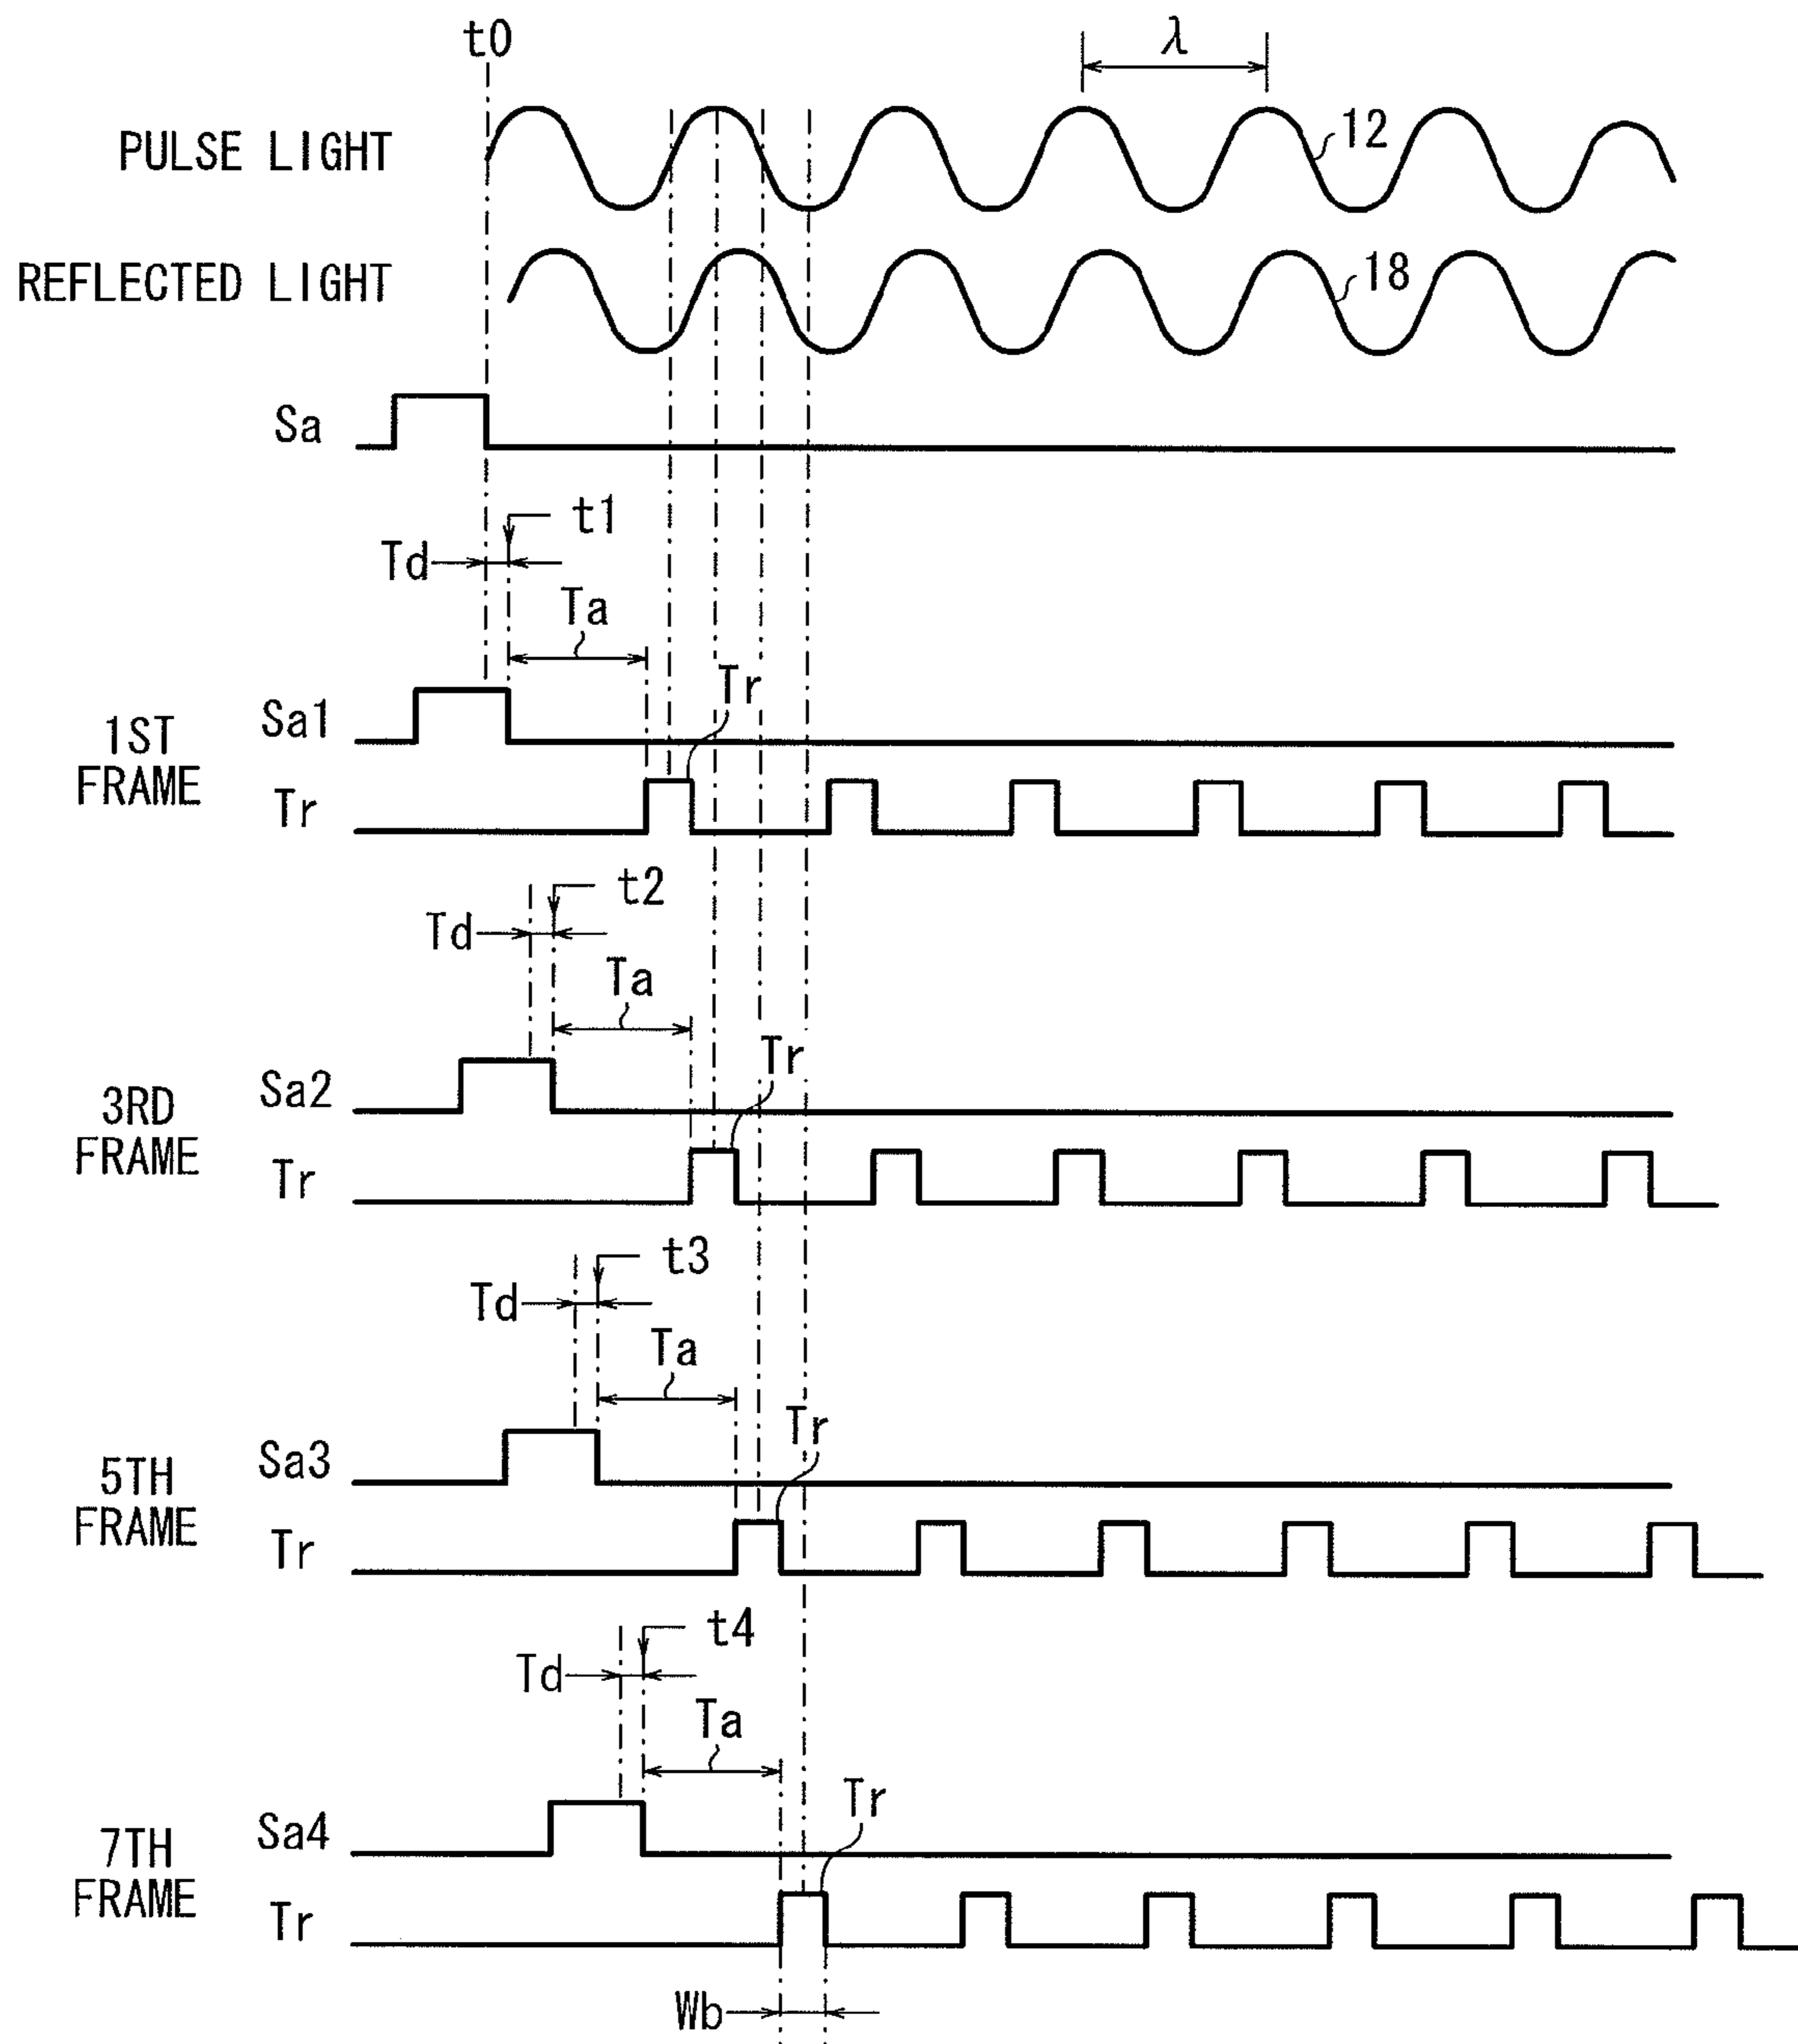 t0
λ
PULSE LIGHT
12
REFLECTED LIGHT
18
Sa
t1
Td
Ta
Tr
1ST
FRAME
Sa1
Tr
t2
Td
Ta
Tr
3RD
FRAME
Sa2
Tr
t3
Td
Ta
Tr
5TH
FRAME
Sa3
Tr
t4
Td
Ta
Tr
7TH
FRAME
Sa4
Tr
Wb